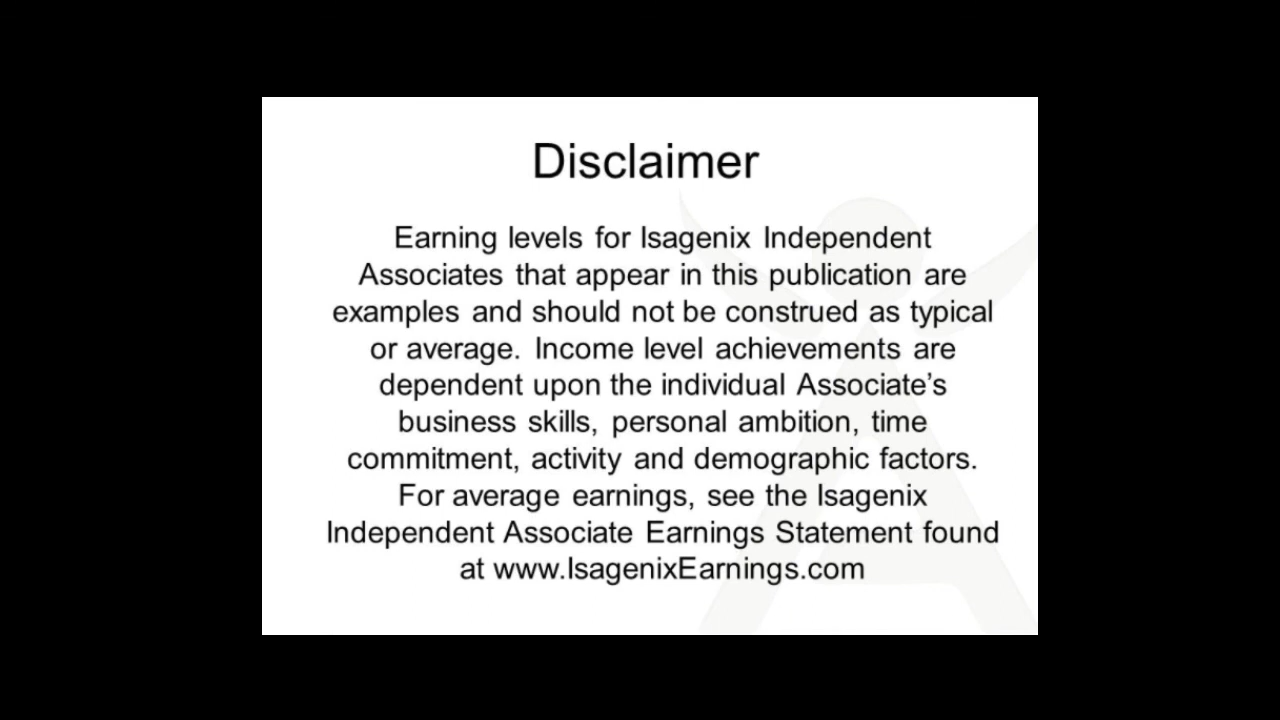 Disclaimer
Earning levels for Isagenix Independent
Associates that appear in this publication are
examples and should not be construed as typical
or average. Income level achievements are
dependent upon the individual Associate’s
business skills, personal ambition, time
commitment, activity and demographic factors.
For average earnings, see the Isagenix
Independent Associate Earnings Statement found
at www.IsagenixEarnings.com